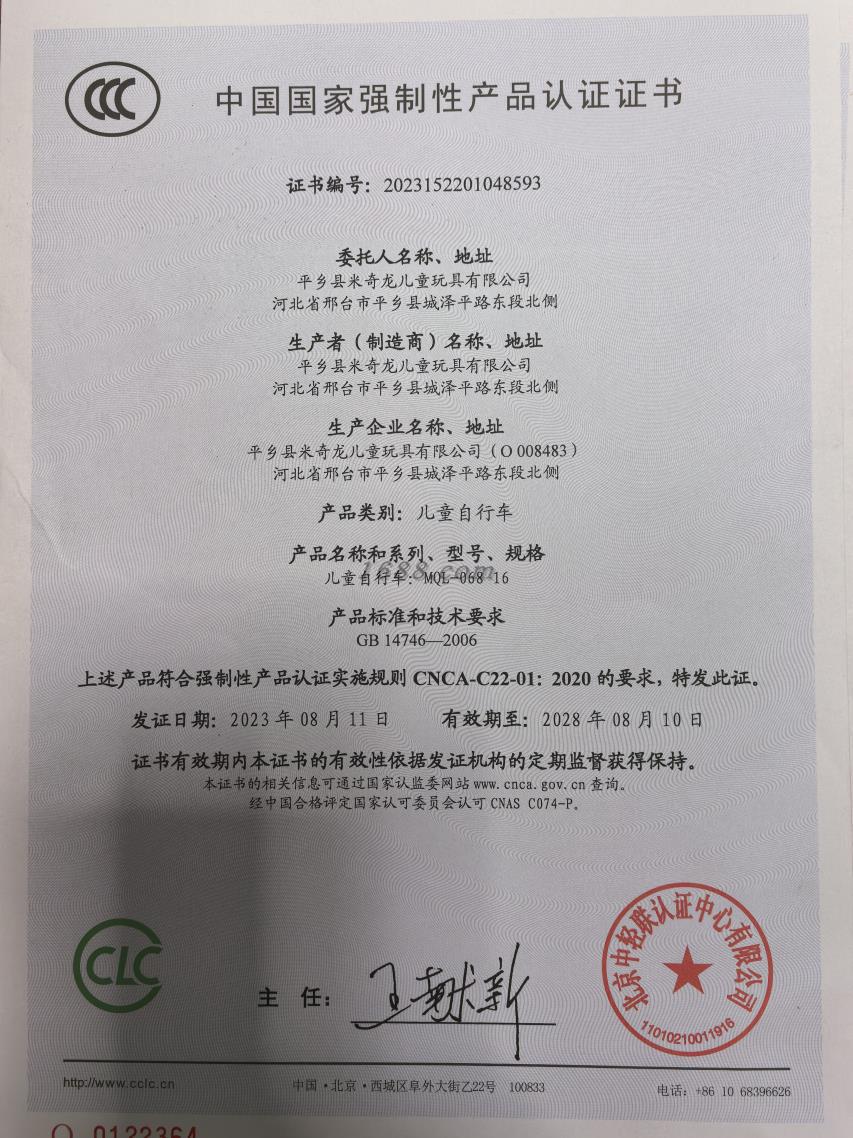 CCC
中国国家强制性产品认证证书
证书编号：2023152201048593
委托人名称、地址
平乡县米奇龙儿童玩具有限公司
河北省邢台市平乡县城泽平路东段北侧
生产者（制造商）名称、地址
平乡县米奇龙儿童玩具有限公司
河北省邢台市平乡县城泽平路东段北侧
生产企业名称、地址
平乡县米奇龙儿童玩具有限公司（O 008483）
河北省邢台市平乡县城泽平路东段北侧
产品类别：儿童自行车
产品名称和系列、型号、规格
1688.com
儿童自行车：MQL-068 16
产品标准和技术要求
GB 14746—2006
上述产品符合强制性产品认证实施规则 CNCA-C22-01：2020 的要求，特发此证。
发证日期：2023 年 08 月 11 日 有效期至：2028 年 08 月 10 日
证书有效期内本证书的有效性依据发证机构的定期监督获得保持。
本证书的相关信息可通过国家认监委网站 www.cnca.gov.cn 查询。
经中国合格评定国家认可委员会认可 CNAS C074-P。
CLC
主 任：
北京中轻联认证中心有限公司
11010210011916
http://www.cclc.cn 中国·北京·西城区阜外大街乙22号 100833 电话：+86 10 68396626
O 0122364